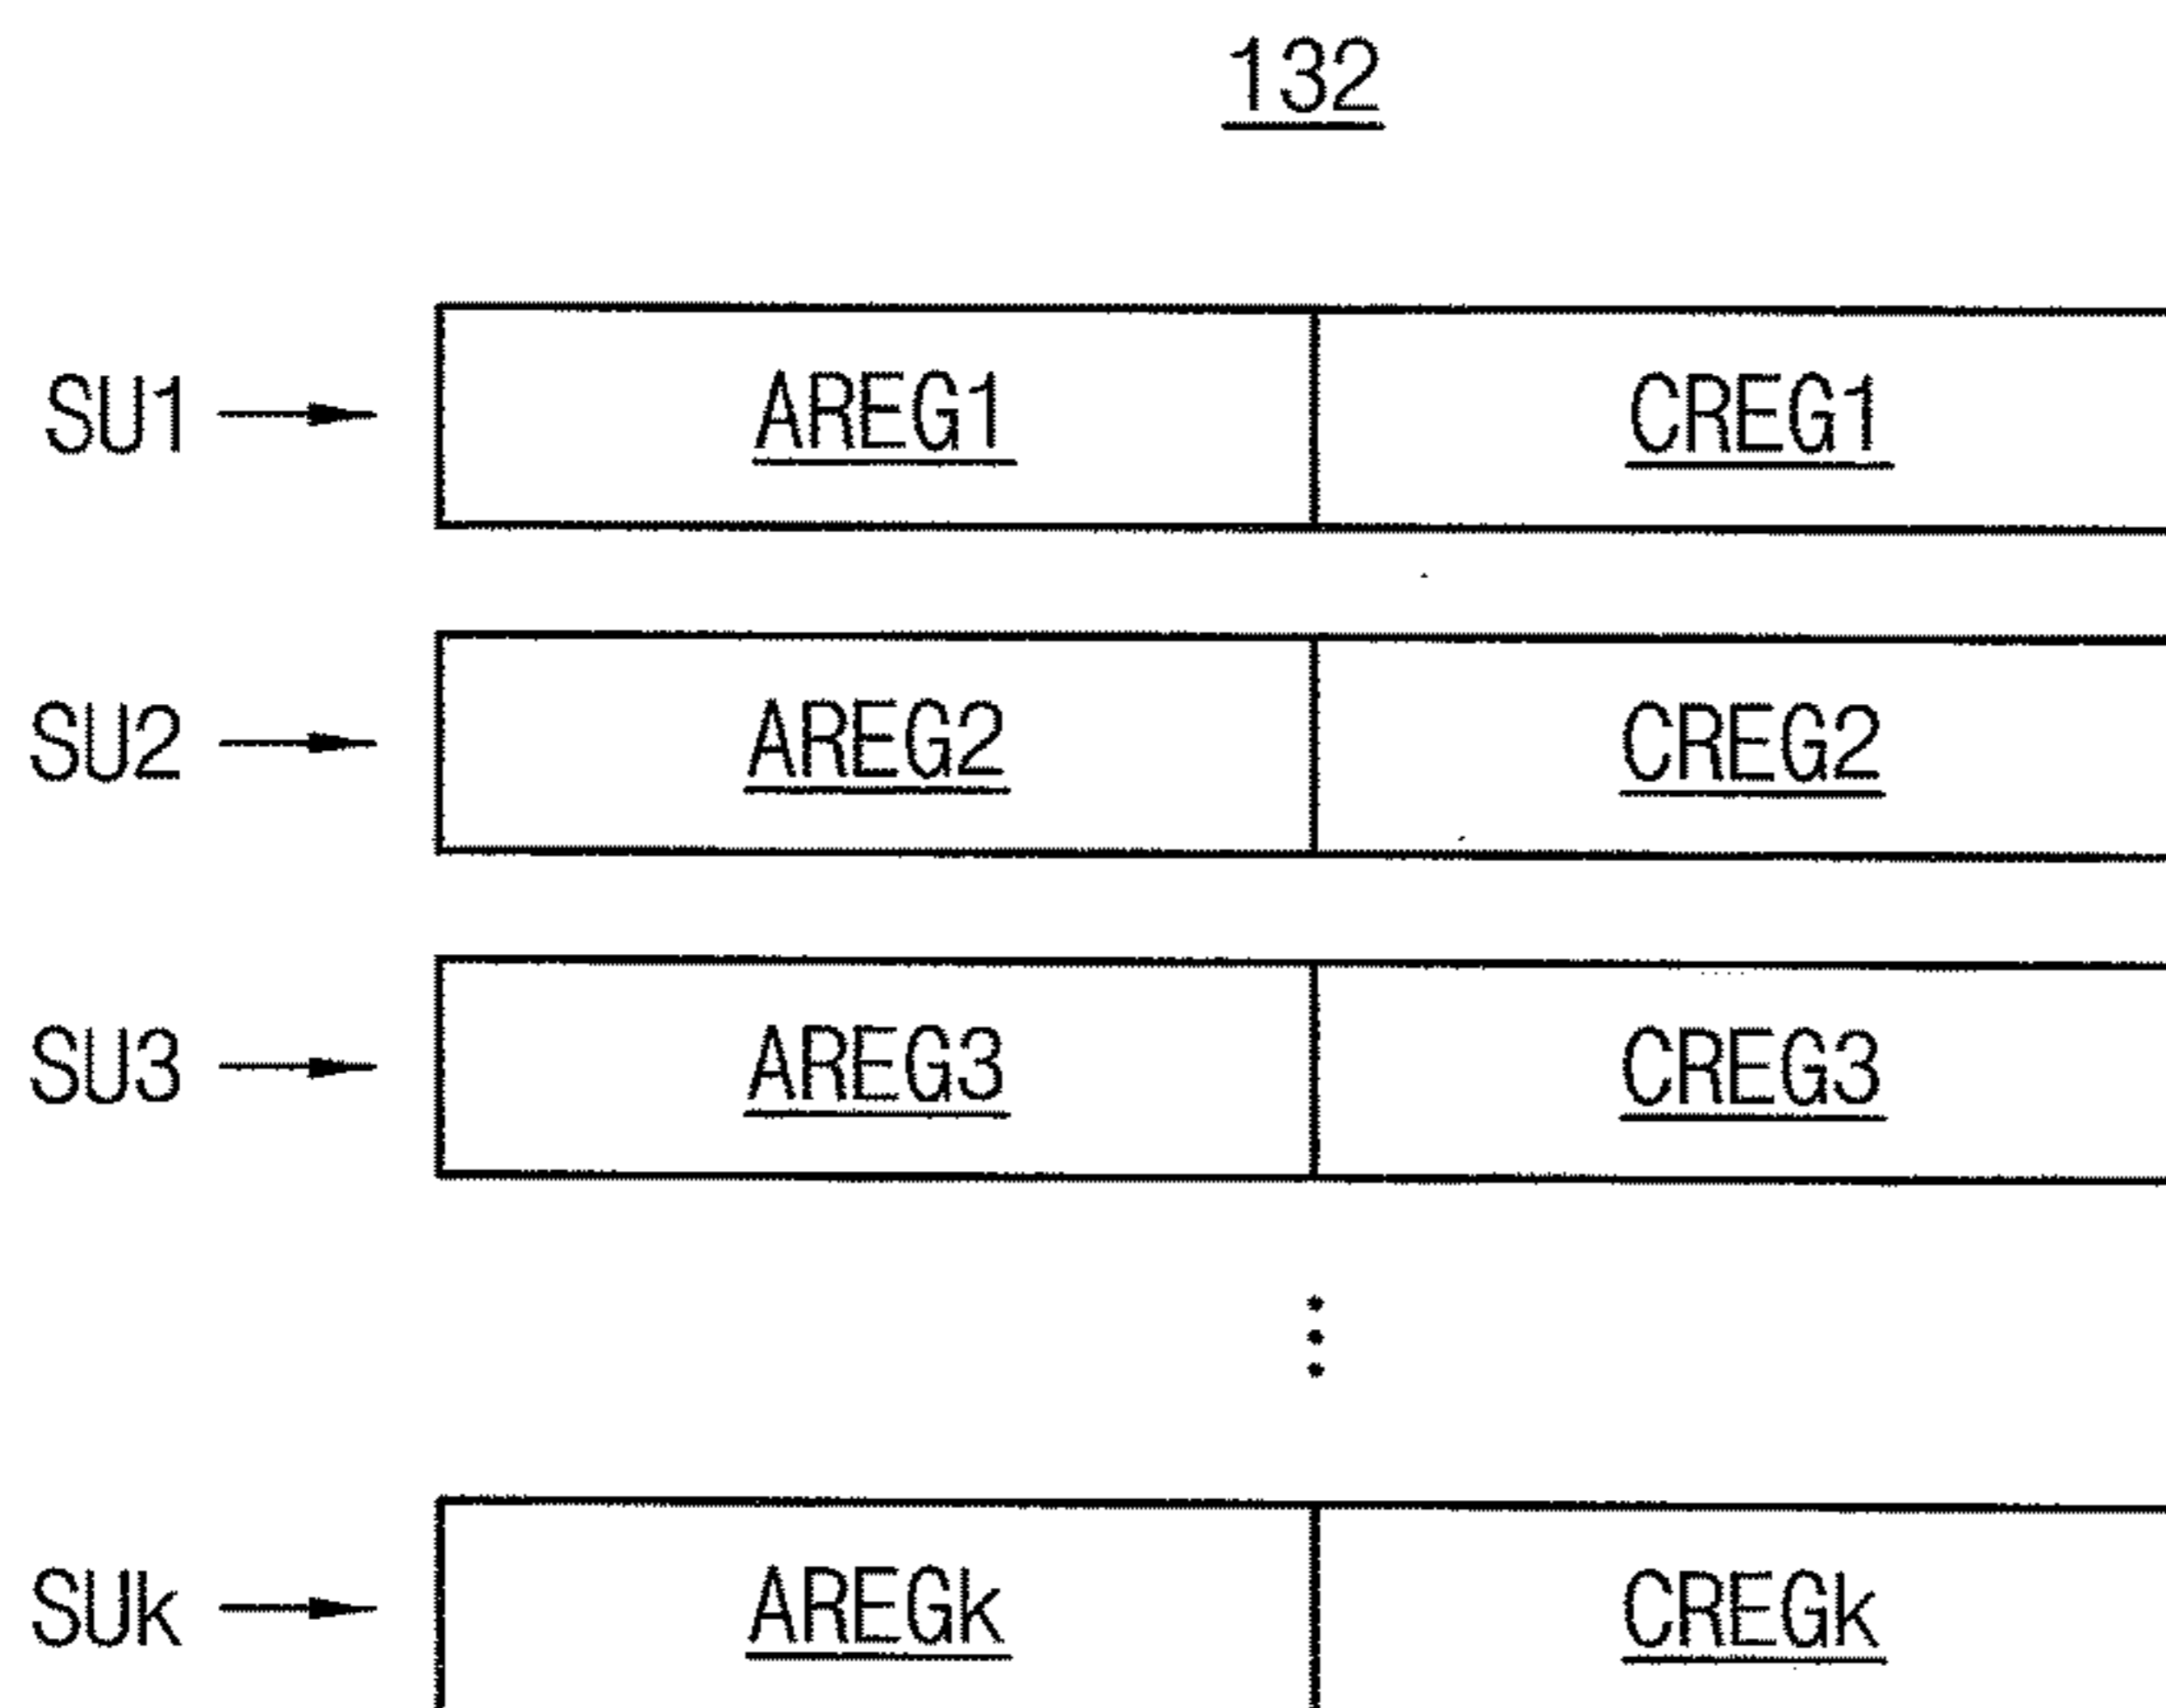 132
SU1 AREG1 CREG1
SU2 AREG2 CREG2
SU3 AREG3 CREG3
SUk AREGk CREGk